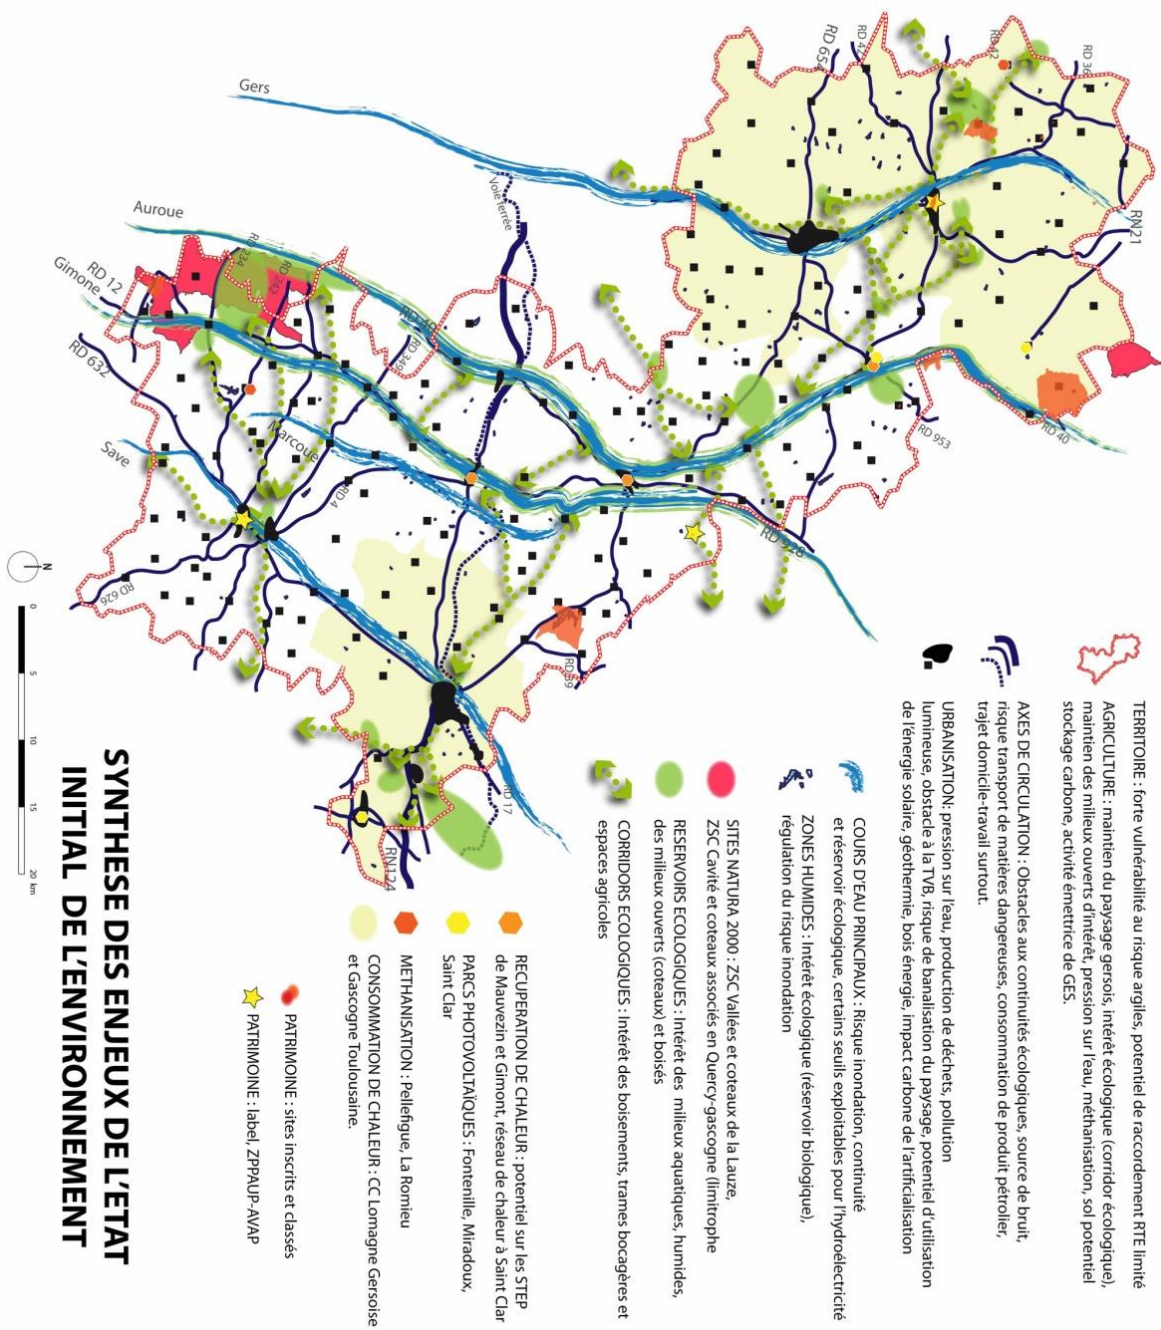 RD 36
RD 42
RD 42
RD 654
RN21
Gers
Voie ferrée
Auroue
RD 234
RD 243
RD 12
Gimone
RD 349
RD 632
Marcoue
Save
RD 4
RD 626
RD 953
RD 40
RD 928
RD 39
RD 17
RN124
N
0
5
10
15
20 km
TERRITOIRE : forte vulnérabilité au risque argiles, potentiel de raccordement RTE limité
AGRICULTURE : maintien du paysage gersois, intérêt écologique (corridor écologique),
maintien des milieux ouverts d'intérêt, pression sur l'eau, méthanisation, sol potentiel
stockage carbone, activité émettrice de GES.
AXES DE CIRCULATION : Obstacles aux continuités écologiques, source de bruit,
risque transport de matières dangereuses, consommation de produit pétrolier,
trajet domicile-travail surtout.
URBANISATION: pression sur l'eau, production de déchets, pollution
lumineuse, obstacle à la TVB, risque de banalisation du paysage, potentiel d'utilisation
de l'énergie solaire, géothermie, bois énergie, impact carbone de l'artificialisation
COURS D'EAU PRINCIPAUX : Risque inondation, continuité
et réservoir écologique, certains seuils exploitables pour l'hydroélectricité
ZONES HUMIDES : Intérêt écologique (réservoir biologique),
régulation du risque inondation
SITES NATURA 2000 : ZSC Vallées et coteaux de la Lauze,
ZSC Cavité et coteaux associés en Quercy-gascogne (limitrophe
RESERVOIRS ECOLOGIQUES : Intérêt des milieux aquatiques, humides,
des milieux ouverts (coteaux) et boisés
CORRIDORS ECOLOGIQUES : Intérêt des boisements, trames bocagères et
espaces agricoles
RECUPERATION DE CHALEUR : potentiel sur les STEP
de Mauvezin et Gimont, réseau de chaleur à Saint Clar
PARCS PHOTOVOLTAÏQUES : Fontenille, Miradoux,
Saint Clar
METHANISATION : Pellefigue, La Romieu
CONSOMMATION DE CHALEUR : CC Lomagne Gersoise
et Gascogne Toulousaine.
PATRIMOINE : sites inscrits et classés
PATRIMOINE : label, ZPPAUP-AVAP
SYNTHESE DES ENJEUX DE L'ETAT
INITIAL DE L'ENVIRONNEMENT